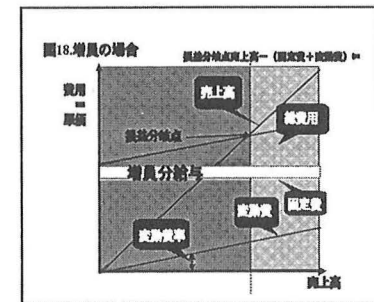 図18.増員の場合
損益分岐点売上高=(固定費+変動費)
費用
=
原価
売上高
総費用
損益分岐点
増員分給与
固定費
変動費
変動費率
売上高